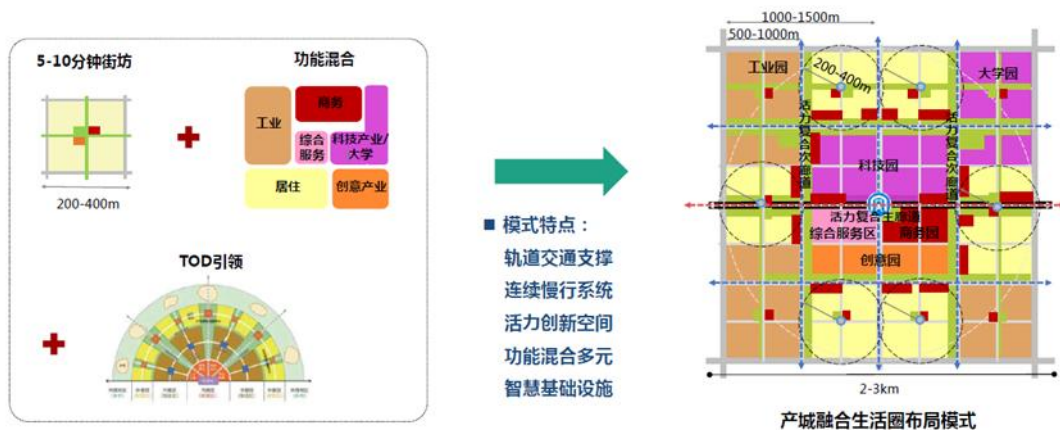 5-10分钟街坊
200-400m
功能混合
工业
商务
综合
服务
科技产业/
大学
居住
创意产业
TOD引领
■ 模式特点：
轨道交通支撑
连续慢行系统
活力创新空间
功能混合多元
智慧基础设施
1000-1500m
500-1000m
200-400m
工业园
大学园
活力复合次廊道
活力复合次廊道
科技园
活力复合主廊道
综合服务区
商务园
创意园
2-3km
产城融合生活圈布局模式